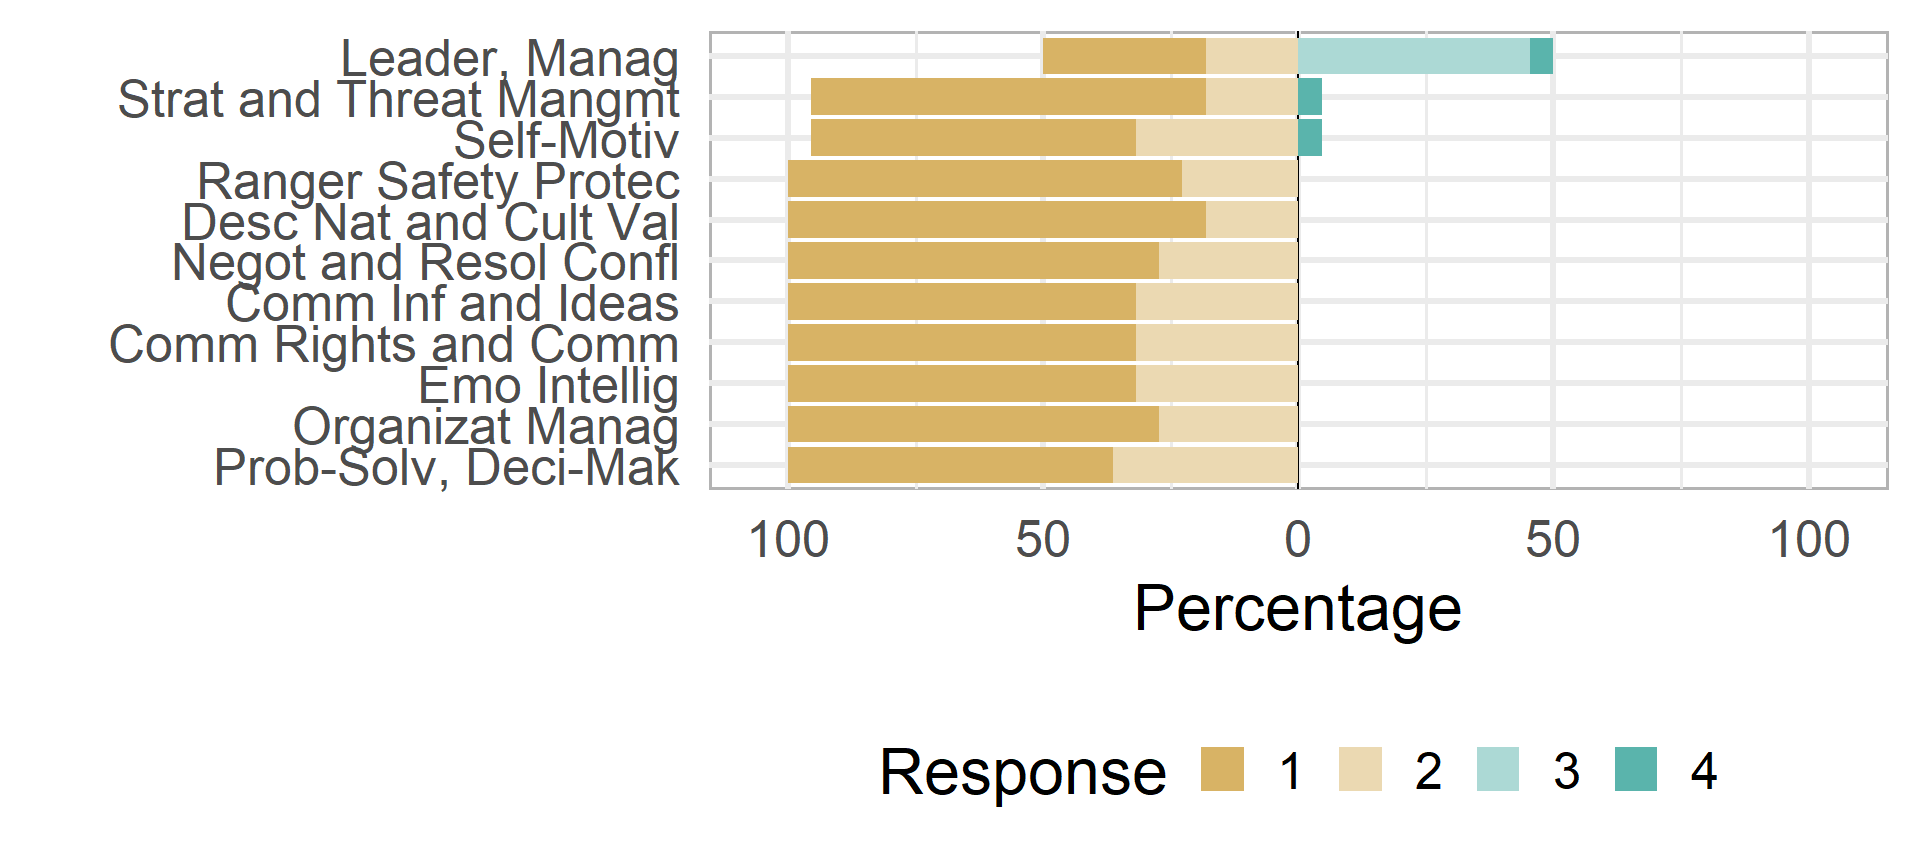 Leader, Manag
Strat and Threat Mangmt
Self-Motiv
Ranger Safety Protec
Desc Nat and Cult Val
Negot and Resol Confl
Comm Inf and Ideas
Comm Rights and Comm
Emo Intellig
Organizat Manag
Prob-Solv, Deci-Mak
100 50 0 50 100
Percentage
Response 1 2 3 4